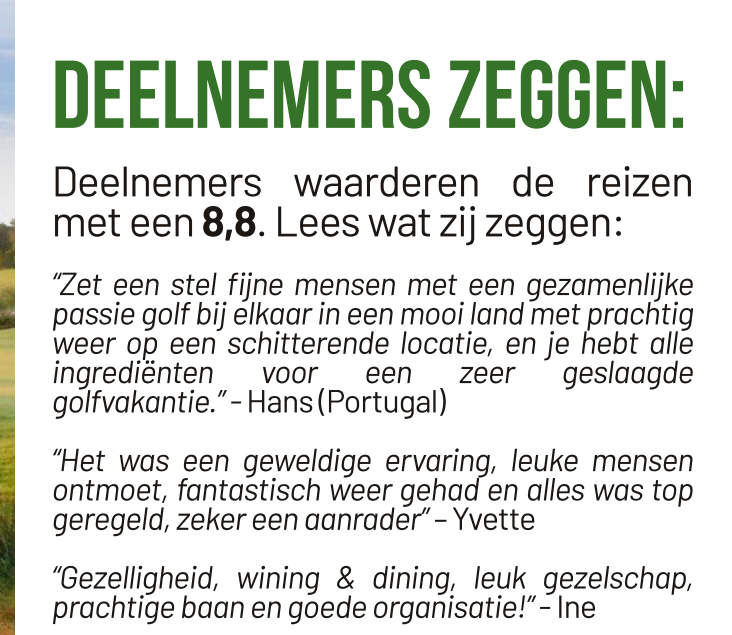 DEELNEMERS ZEGGEN:
Deelnemers waarderen de reizen
met een 8,8. Lees wat zij zeggen:
“Zet een stel fijne mensen met een gezamenlijke
passie golf bij elkaar in een mooi land met prachtig
weer op een schitterende locatie, en je hebt alle
ingrediënten voor een zeer geslaagde
golfvakantie.” - Hans (Portugal)
“Het was een geweldige ervaring, leuke mensen
ontmoet, fantastisch weer gehad en alles was top
geregeld, zeker een aanrader” – Yvette
“Gezelligheid, wining & dining, leuk gezelschap,
prachtige baan en goede organisatie!” - Ine